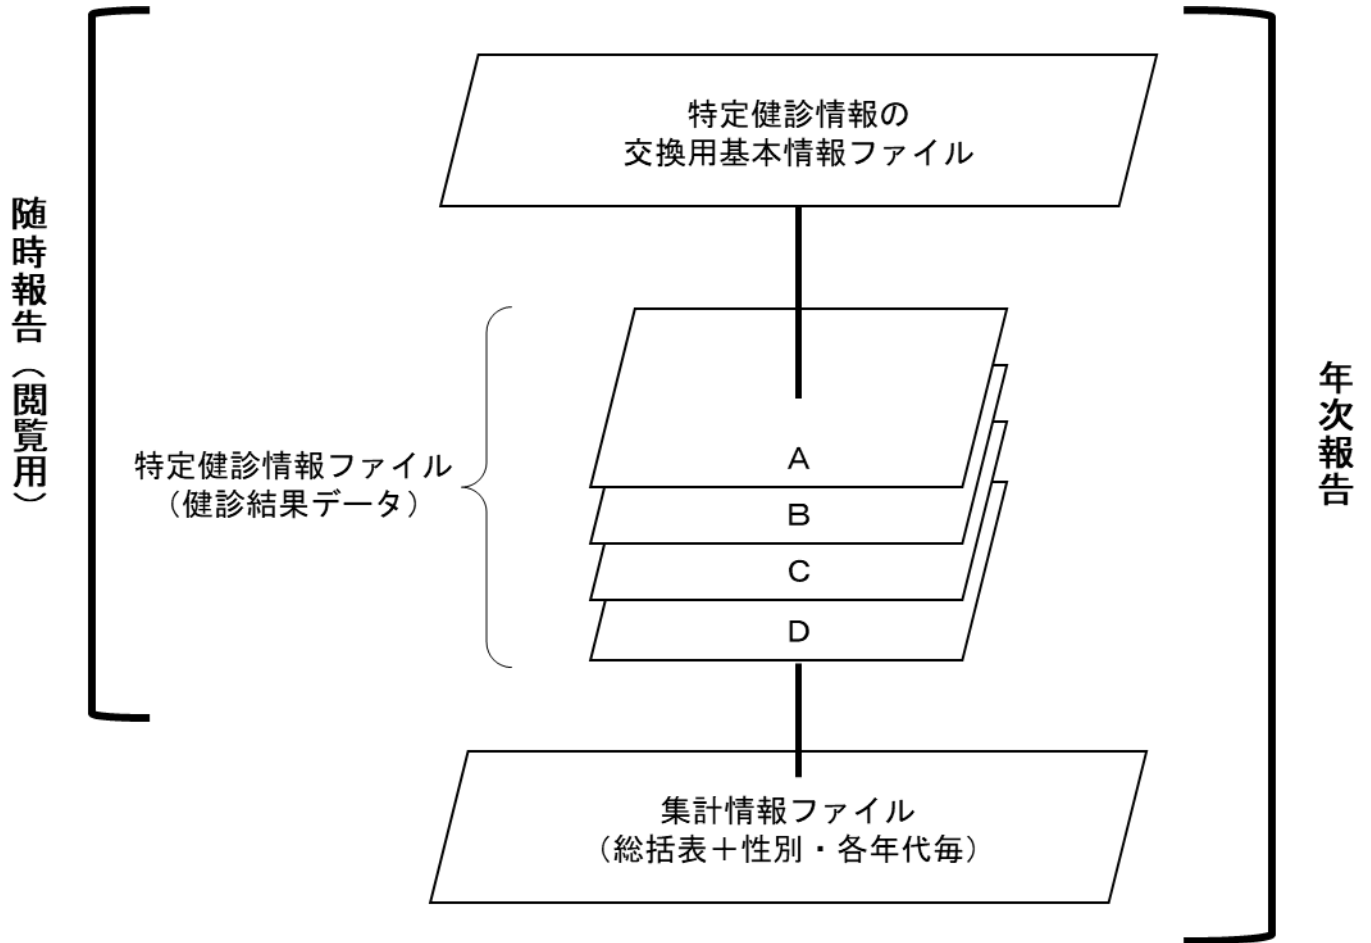 特定健診情報の
交換用基本情報ファイル
随時報告（閲覧用）
特定健診情報ファイル
（健診結果データ）
A
B
C
D
年次報告
集計情報ファイル
（総括表＋性別・各年代毎）